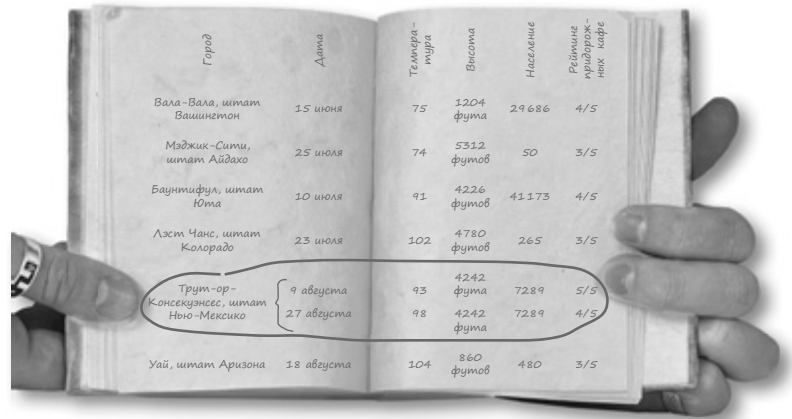 Город Дата Темпера-
тура Высота Население Рейтинг
придорож-
ных кафе
Вала-Вала, штат
Вашингтон 15 июня 75 1204
фута 29686 4/5
Мэджик-Сити,
штат Айдахо 25 июля 74 5312
футов 50 3/5
Баунтифул, штат
Юта 10 июля 91 4226
футов 41173 4/5
Лэст Чанс, штат
Колорадо 23 июля 102 4780
футов 265 3/5
Трут-ор-
Консекуэнсес, штат
Нью-Мексико
9 августа 93 4242
фута 7289 5/5
27 августа 98 4242
фута 7289 4/5
Уай, штат Аризона 18 августа 104 860
футов 480 3/5